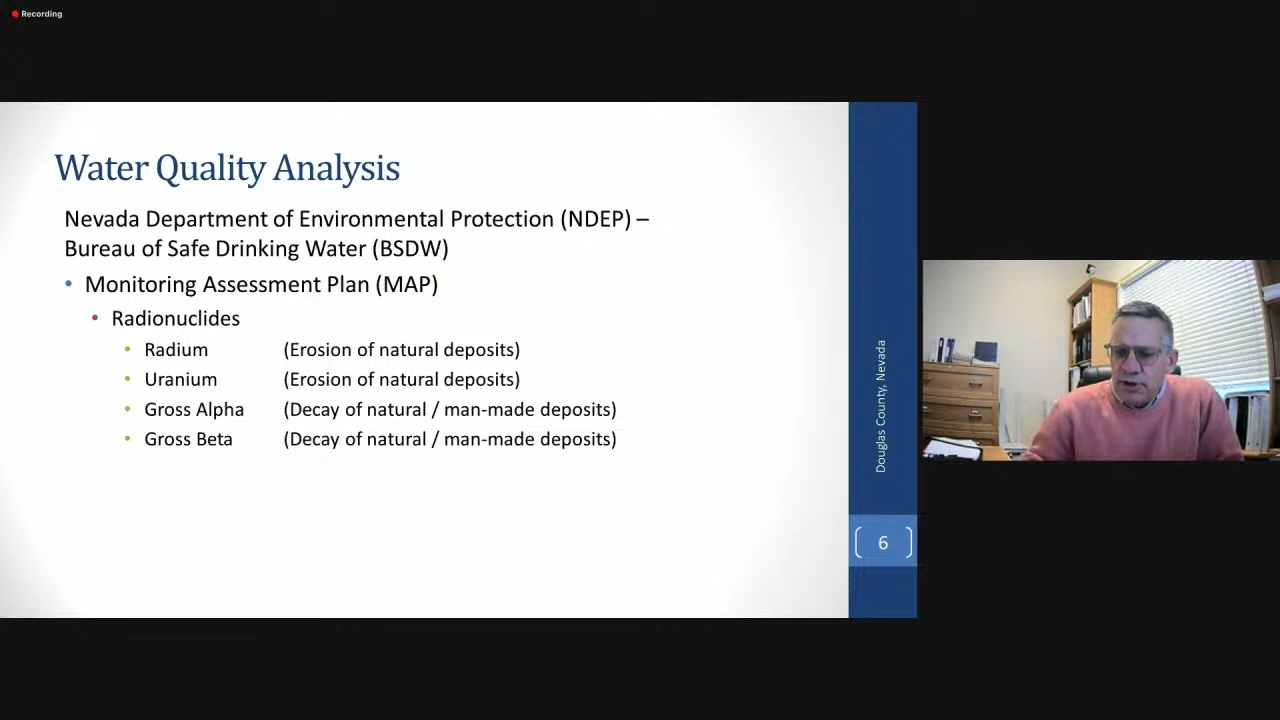 Recording
Water Quality Analysis
Nevada Department of Environmental Protection (NDEP) –
Bureau of Safe Drinking Water (BSDW)
• Monitoring Assessment Plan (MAP)
• Radionuclides
• Radium (Erosion of natural deposits)
• Uranium (Erosion of natural deposits)
• Gross Alpha (Decay of natural / man-made deposits)
• Gross Beta (Decay of natural / man-made deposits)
Douglas County, Nevada
6